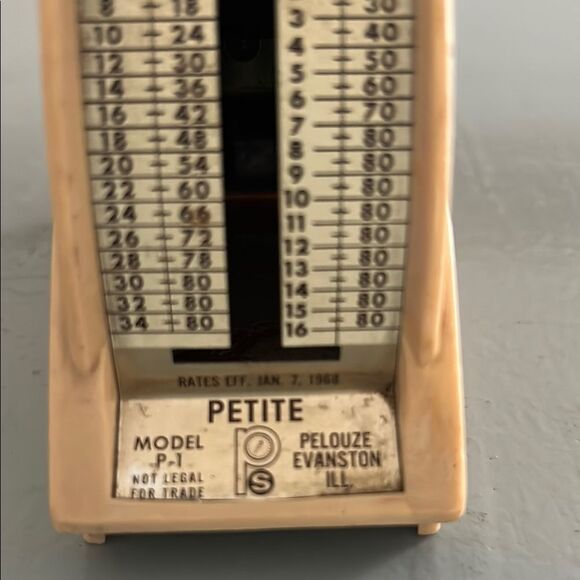 8 - 18
10 - 24
12 - 30
14 - 36
16 - 42
18 - 48
20 - 54
22 - 60
24 - 66
26 - 72
28 - 78
30 - 80
32 - 80
34 - 80
30
3
40
4
50
5
60
6
70
7
80
8
80
9
80
10
80
11
80
12
80
13
80
14
80
15
80
16
RATES EFF. JAN. 7, 1968
PETITE
MODEL
P-1
NOT LEGAL
FOR TRADE
PS
PELOUZE
EVANSTON
ILL.